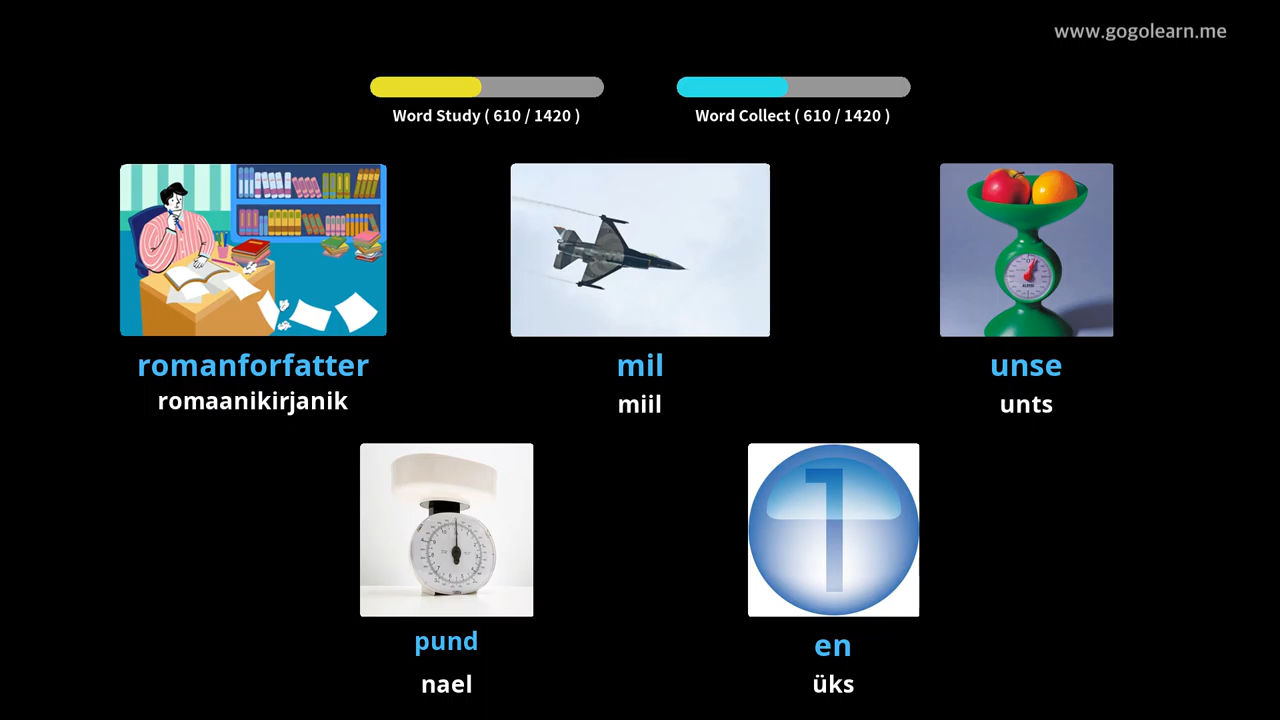 www.gogolearn.me
Word Study ( 610 / 1420 )
Word Collect ( 610 / 1420 )
romanforfatter
romaanikirjanik
mil
miil
unse
unts
pund
nael
1
en
üks